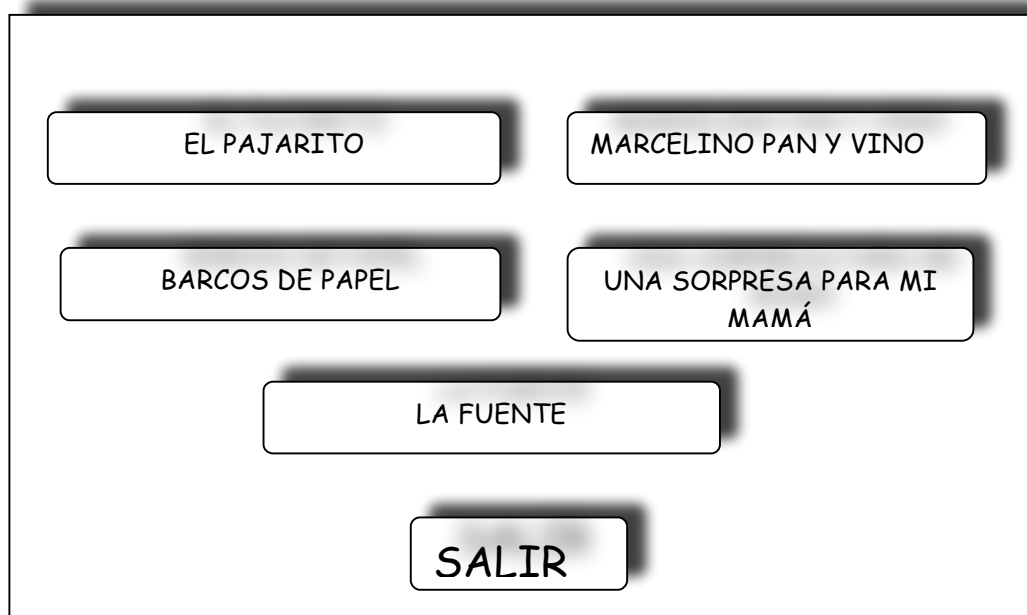 EL PAJARITO
MARCELINO PAN Y VINO
BARCOS DE PAPEL
UNA SORPRESA PARA MI
MAMÁ
LA FUENTE
SALIR